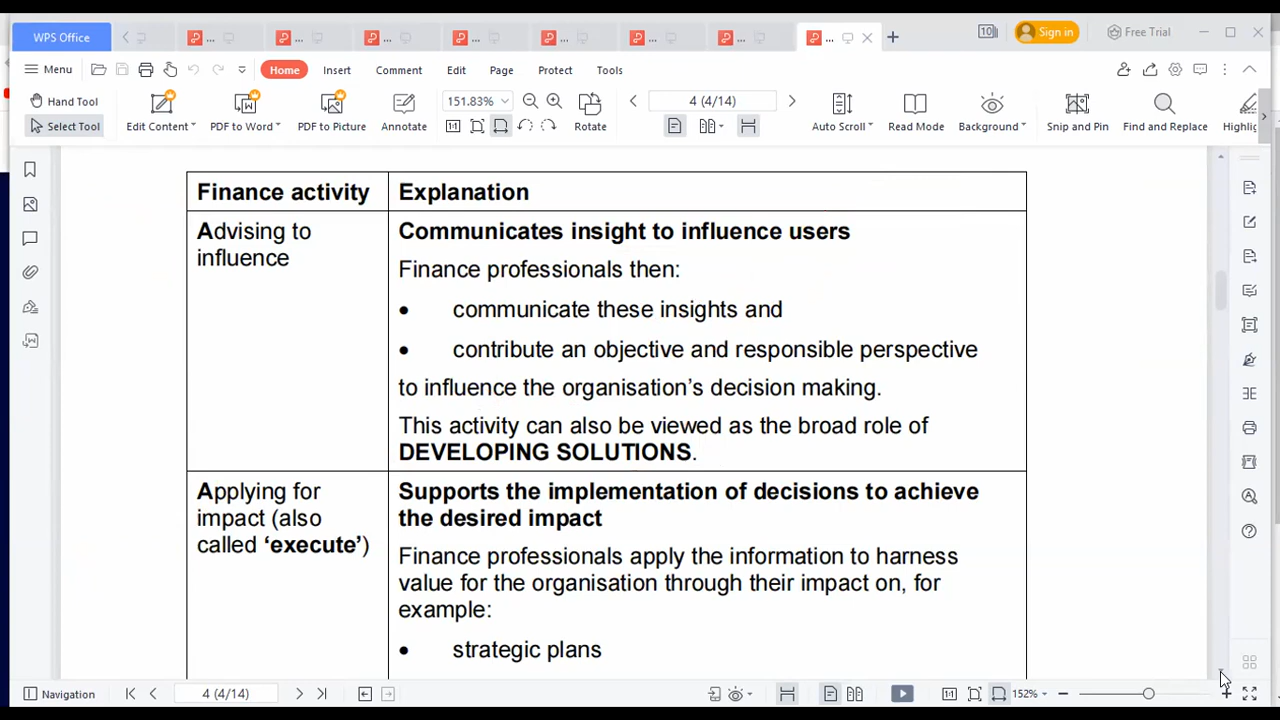 WPS Office
...
...
...
...
...
...
...
...
10
Sign in
Free Trial
Menu
Home
Insert
Comment
Edit
Page
Protect
Tools
Hand Tool
Select Tool
Edit Content
PDF to Word
PDF to Picture
Annotate
151.83%
Rotate
4 (4/14)
Auto Scroll
Read Mode
Background
Snip and Pin
Find and Replace
Highlig
Finance activity
Explanation
Advising to
influence
Communicates insight to influence users
Finance professionals then:
• communicate these insights and
• contribute an objective and responsible perspective
to influence the organisation's decision making.
This activity can also be viewed as the broad role of
DEVELOPING SOLUTIONS.
Applying for
impact (also
called 'execute')
Supports the implementation of decisions to achieve
the desired impact
Finance professionals apply the information to harness
value for the organisation through their impact on, for
example:
• strategic plans
Navigation
4 (4/14)
152%